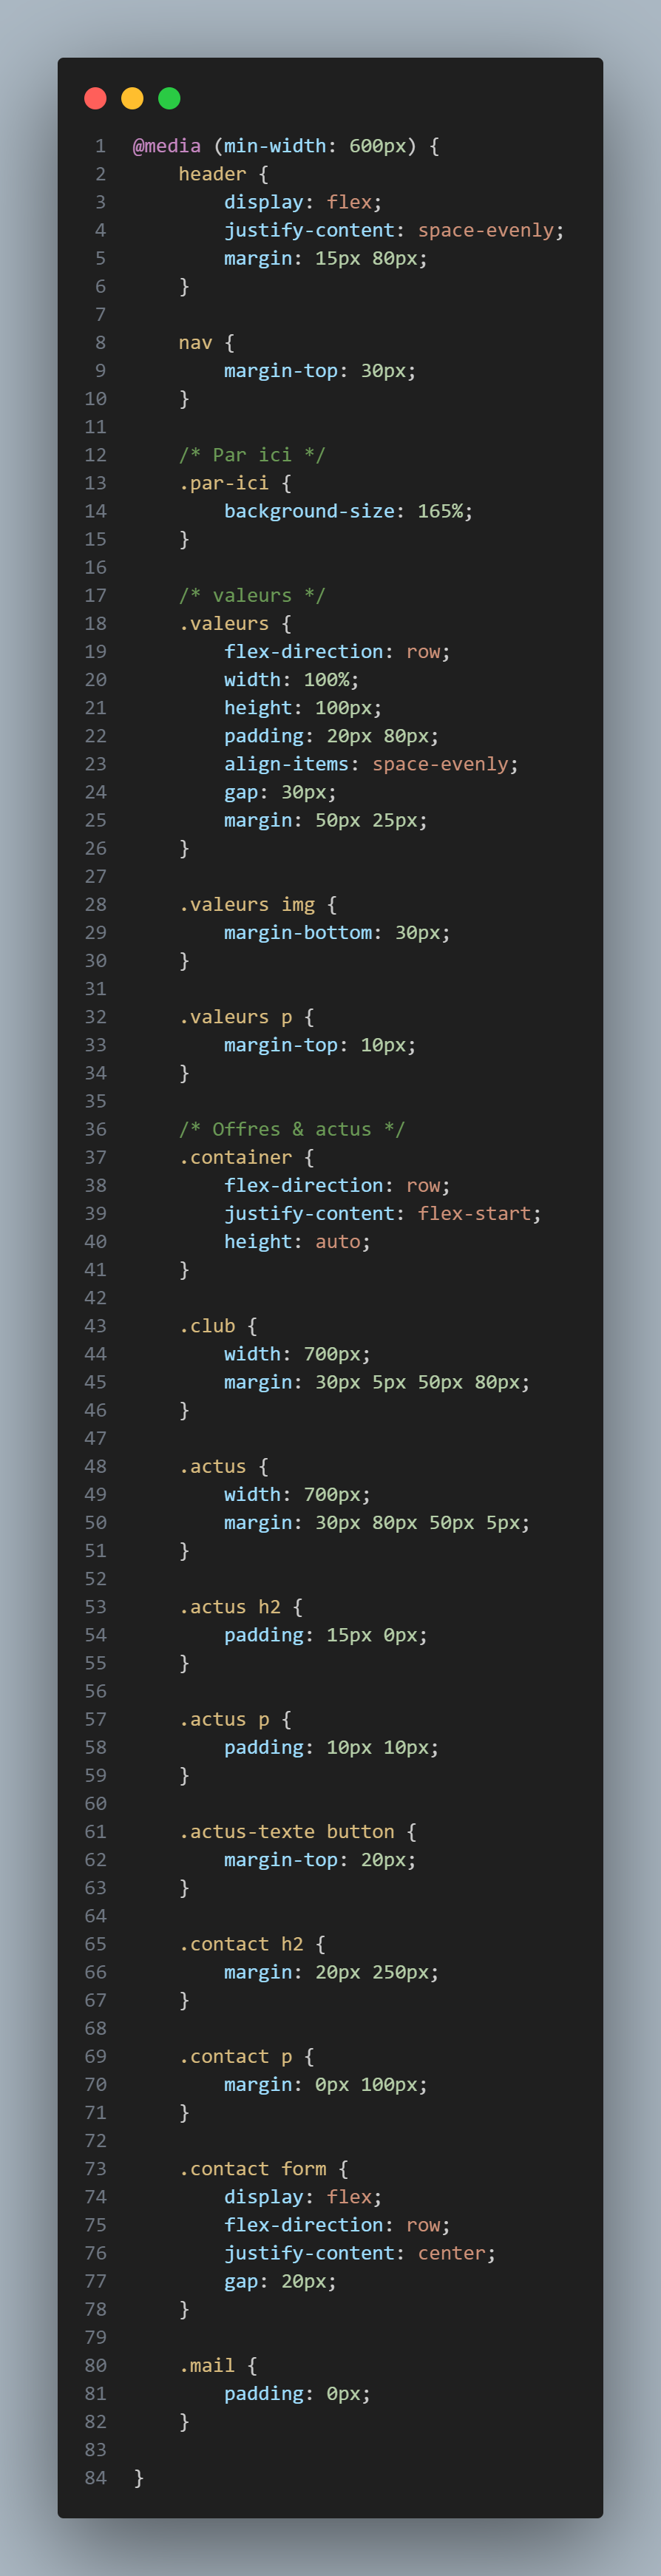 1 @media (min-width: 600px) {
2     header {
3         display: flex;
4         justify-content: space-evenly;
5         margin: 15px 80px;
6     }
7
8     nav {
9         margin-top: 30px;
10     }
11
12     /* Par ici */
13     .par-ici {
14         background-size: 165%;
15     }
16
17     /* valeurs */
18     .valeurs {
19         flex-direction: row;
20         width: 100%;
21         height: 100px;
22         padding: 20px 80px;
23         align-items: space-evenly;
24         gap: 30px;
25         margin: 50px 25px;
26     }
27
28     .valeurs img {
29         margin-bottom: 30px;
30     }
31
32     .valeurs p {
33         margin-top: 10px;
34     }
35
36     /* Offres & actus */
37     .container {
38         flex-direction: row;
39         justify-content: flex-start;
40         height: auto;
41     }
42
43     .club {
44         width: 700px;
45         margin: 30px 5px 50px 80px;
46     }
47
48     .actus {
49         width: 700px;
50         margin: 30px 80px 50px 5px;
51     }
52
53     .actus h2 {
54         padding: 15px 0px;
55     }
56
57     .actus p {
58         padding: 10px 10px;
59     }
60
61     .actus-texte button {
62         margin-top: 20px;
63     }
64
65     .contact h2 {
66         margin: 20px 250px;
67     }
68
69     .contact p {
70         margin: 0px 100px;
71     }
72
73     .contact form {
74         display: flex;
75         flex-direction: row;
76         justify-content: center;
77         gap: 20px;
78     }
79
80     .mail {
81         padding: 0px;
82     }
83
84 }